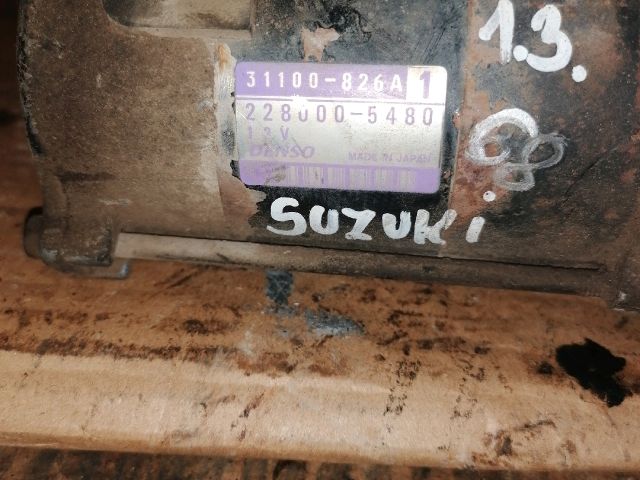 1.3.
31100-826A 1
228000-5480
12V
DENSO MADE IN JAPAN
SUZUKi